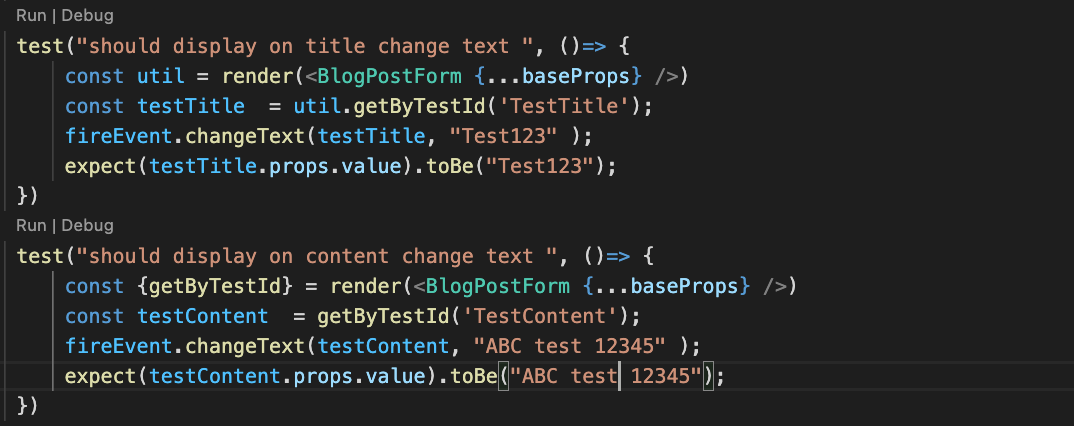 Run | Debug
test("should display on title change text ", ()=> {
    const util = render(<BlogPostForm {...baseProps} />)
    const testTitle  = util.getByTestId('TestTitle');
    fireEvent.changeText(testTitle, "Test123" );
    expect(testTitle.props.value).toBe("Test123");
})
Run | Debug
test("should display on content change text ", ()=> {
    const {getByTestId} = render(<BlogPostForm {...baseProps} />)
    const testContent  = getByTestId('TestContent');
    fireEvent.changeText(testContent, "ABC test 12345" );
    expect(testContent.props.value).toBe("ABC test 12345");
})